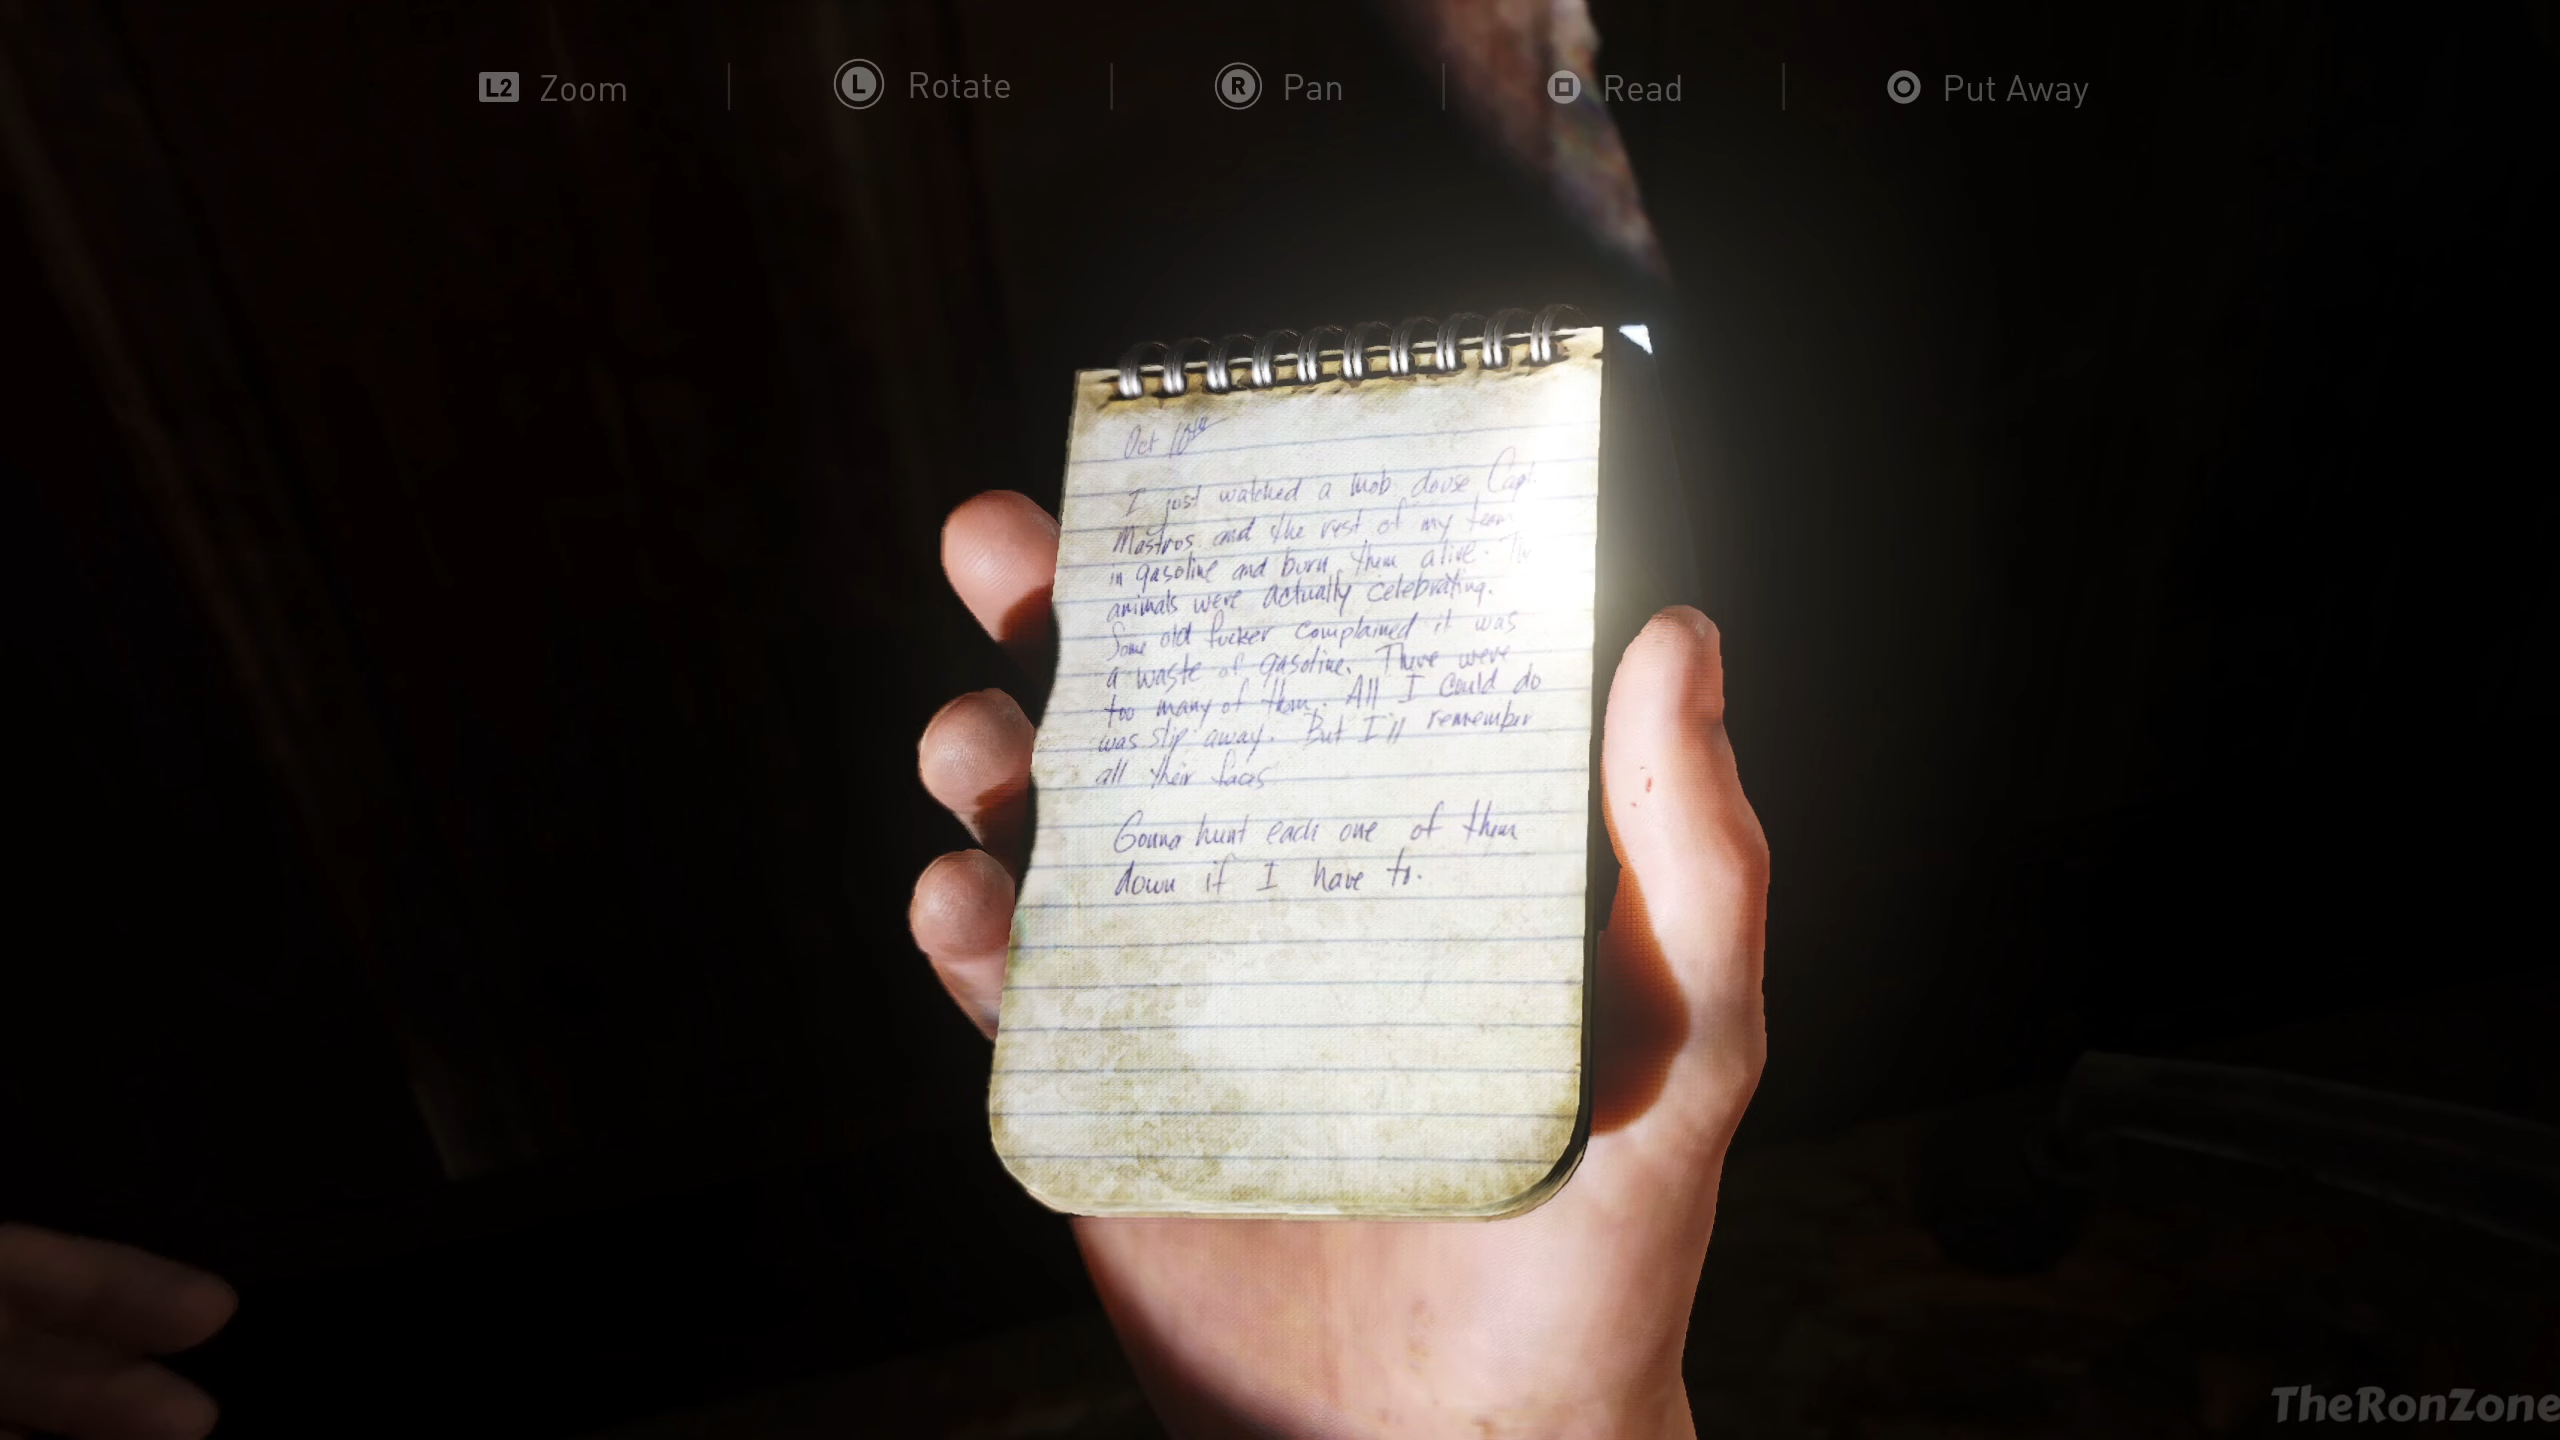 L2 Zoom
L Rotate
R Pan
Read
Put Away
Oct 10th
I just watched a mob douse Capt.
Mastros and the rest of my team
in gasoline and burn them alive. The
animals were actually celebrating.
Some old fucker complained it was
a waste of gasoline. There were
too many of them. All I could do
was slip away. But I'll remember
all their faces
Gonna hunt each one of them
down if I have to.
TheRonZone